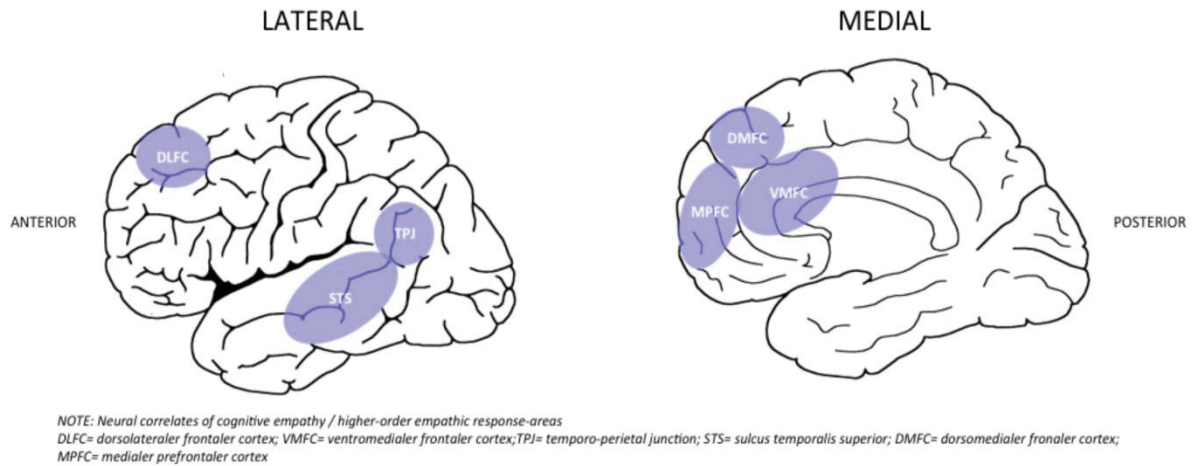 LATERAL
MEDIAL
DLFC
DMFC
VMFC
MPFC
ANTERIOR
TPJ
POSTERIOR
STS
NOTE: Neural correlates of cognitive empathy / higher-order empathic response-areas
DLFC= dorsolateraler frontaler cortex; VMFC= ventromedialer frontaler cortex;TPJ= temporo-perietal junction; STS= sulcus temporalis superior; DMFC= dorsomedialer fronaler cortex;
MPFC= medialer prefrontaler cortex